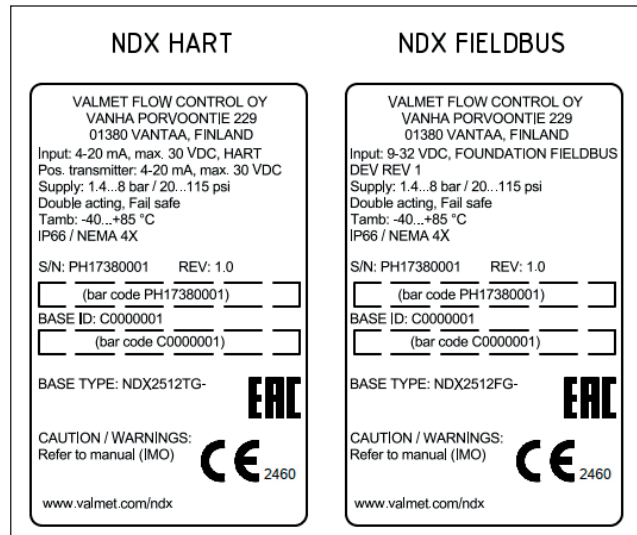 NDX HART
VALMET FLOW CONTROL OY
VANHA PORVOONTIE 229
01380 VANTAA, FINLAND
Input: 4-20 mA, max. 30 VDC, HART
Pos. transmitter: 4-20 mA, max. 30 VDC
Supply: 1.4...8 bar / 20...115 psi
Double acting, Fail safe
Tamb: -40...+85 °C
IP66 / NEMA 4X
S/N: PH17380001 REV: 1.0
(bar code PH17380001)
BASE ID: C0000001
(bar code C0000001)
BASE TYPE: NDX2512TG-
EAC
CAUTION / WARNINGS:
Refer to manual (IMO)
CE 2460
www.valmet.com/ndx
NDX FIELDBUS
VALMET FLOW CONTROL OY
VANHA PORVOONTIE 229
01380 VANTAA, FINLAND
Input: 9-32 VDC, FOUNDATION FIELDBUS
DEV REV 1
Supply: 1.4...8 bar / 20...115 psi
Double acting, Fail safe
Tamb: -40...+85 °C
IP66 / NEMA 4X
S/N: PH17380001 REV: 1.0
(bar code PH17380001)
BASE ID: C0000001
(bar code C0000001)
BASE TYPE: NDX2512FG-
EAC
CAUTION / WARNINGS:
Refer to manual (IMO)
CE 2460
www.valmet.com/ndx